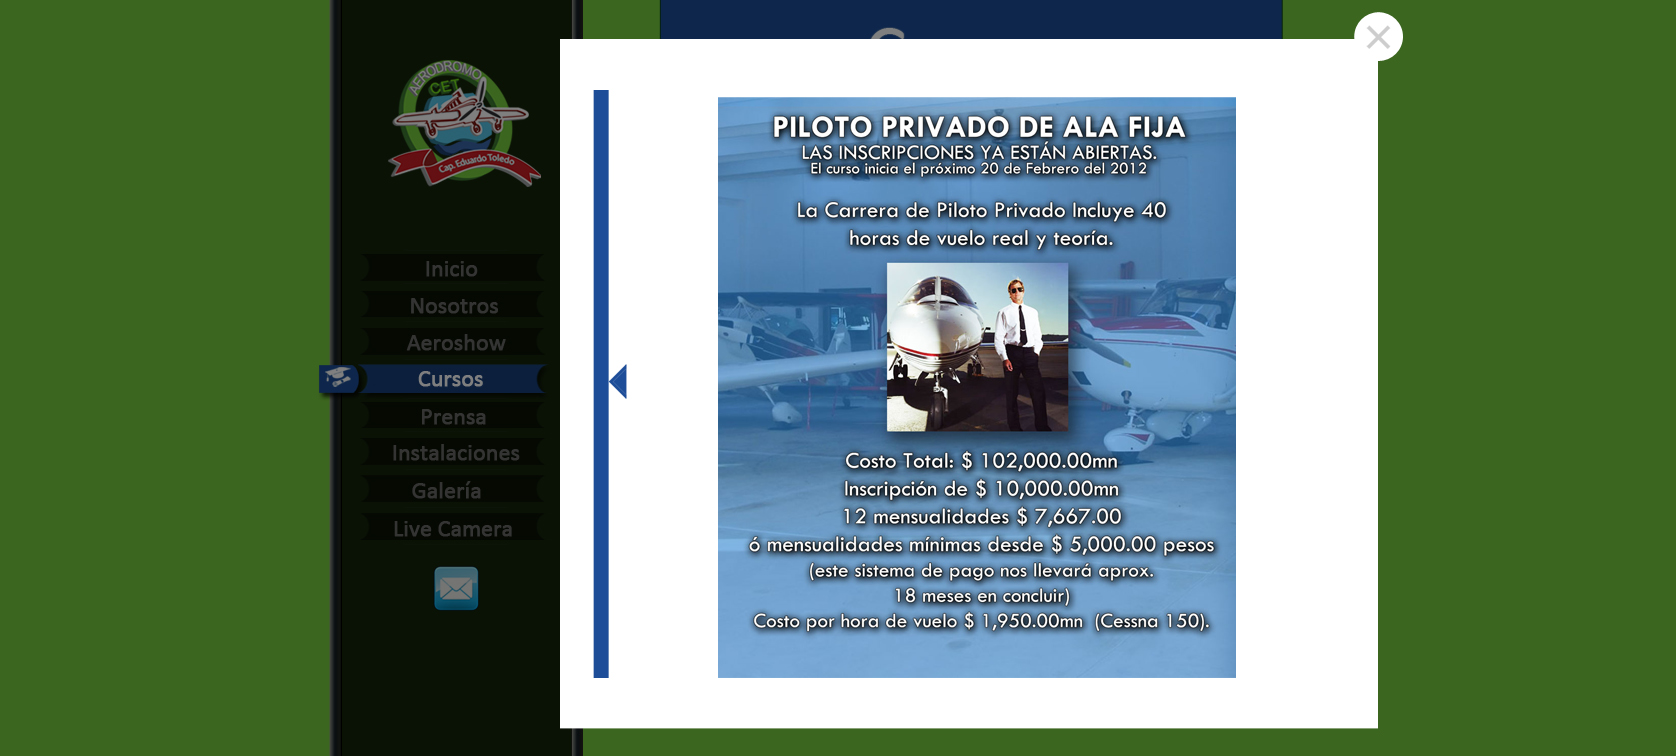 AERODROMO
CET
Cap. Eduardo Toledo
Inicio
Nosotros
Aeroshow
Cursos
Prensa
Instalaciones
Galería
Live Camera
PILOTO PRIVADO DE ALA FIJA
LAS INSCRIPCIONES YA ESTÁN ABIERTAS.
El curso inicia el próximo 20 de Febrero del 2012
La Carrera de Piloto Privado Incluye 40
horas de vuelo real y teoría.
Costo Total: $ 102,000.00mn
Inscripción de $ 10,000.00mn
12 mensualidades $ 7,667.00
ó mensualidades mínimas desde $ 5,000.00 pesos
(este sistema de pago nos llevará aprox.
18 meses en concluir)
Costo por hora de vuelo $ 1,950.00mn (Cessna 150).